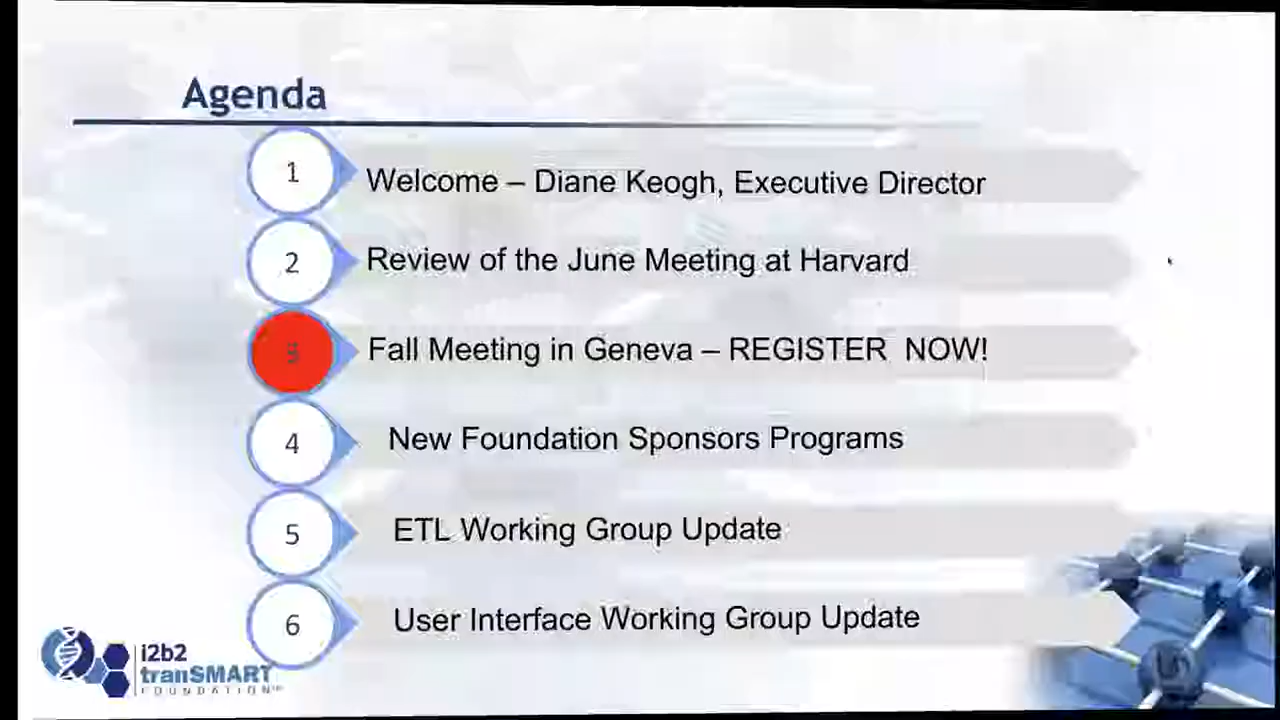 Agenda
1
Welcome – Diane Keogh, Executive Director
2
Review of the June Meeting at Harvard
3
Fall Meeting in Geneva – REGISTER NOW!
4
New Foundation Sponsors Programs
5
ETL Working Group Update
6
User Interface Working Group Update
i2b2
tranSMART
FOUNDATION